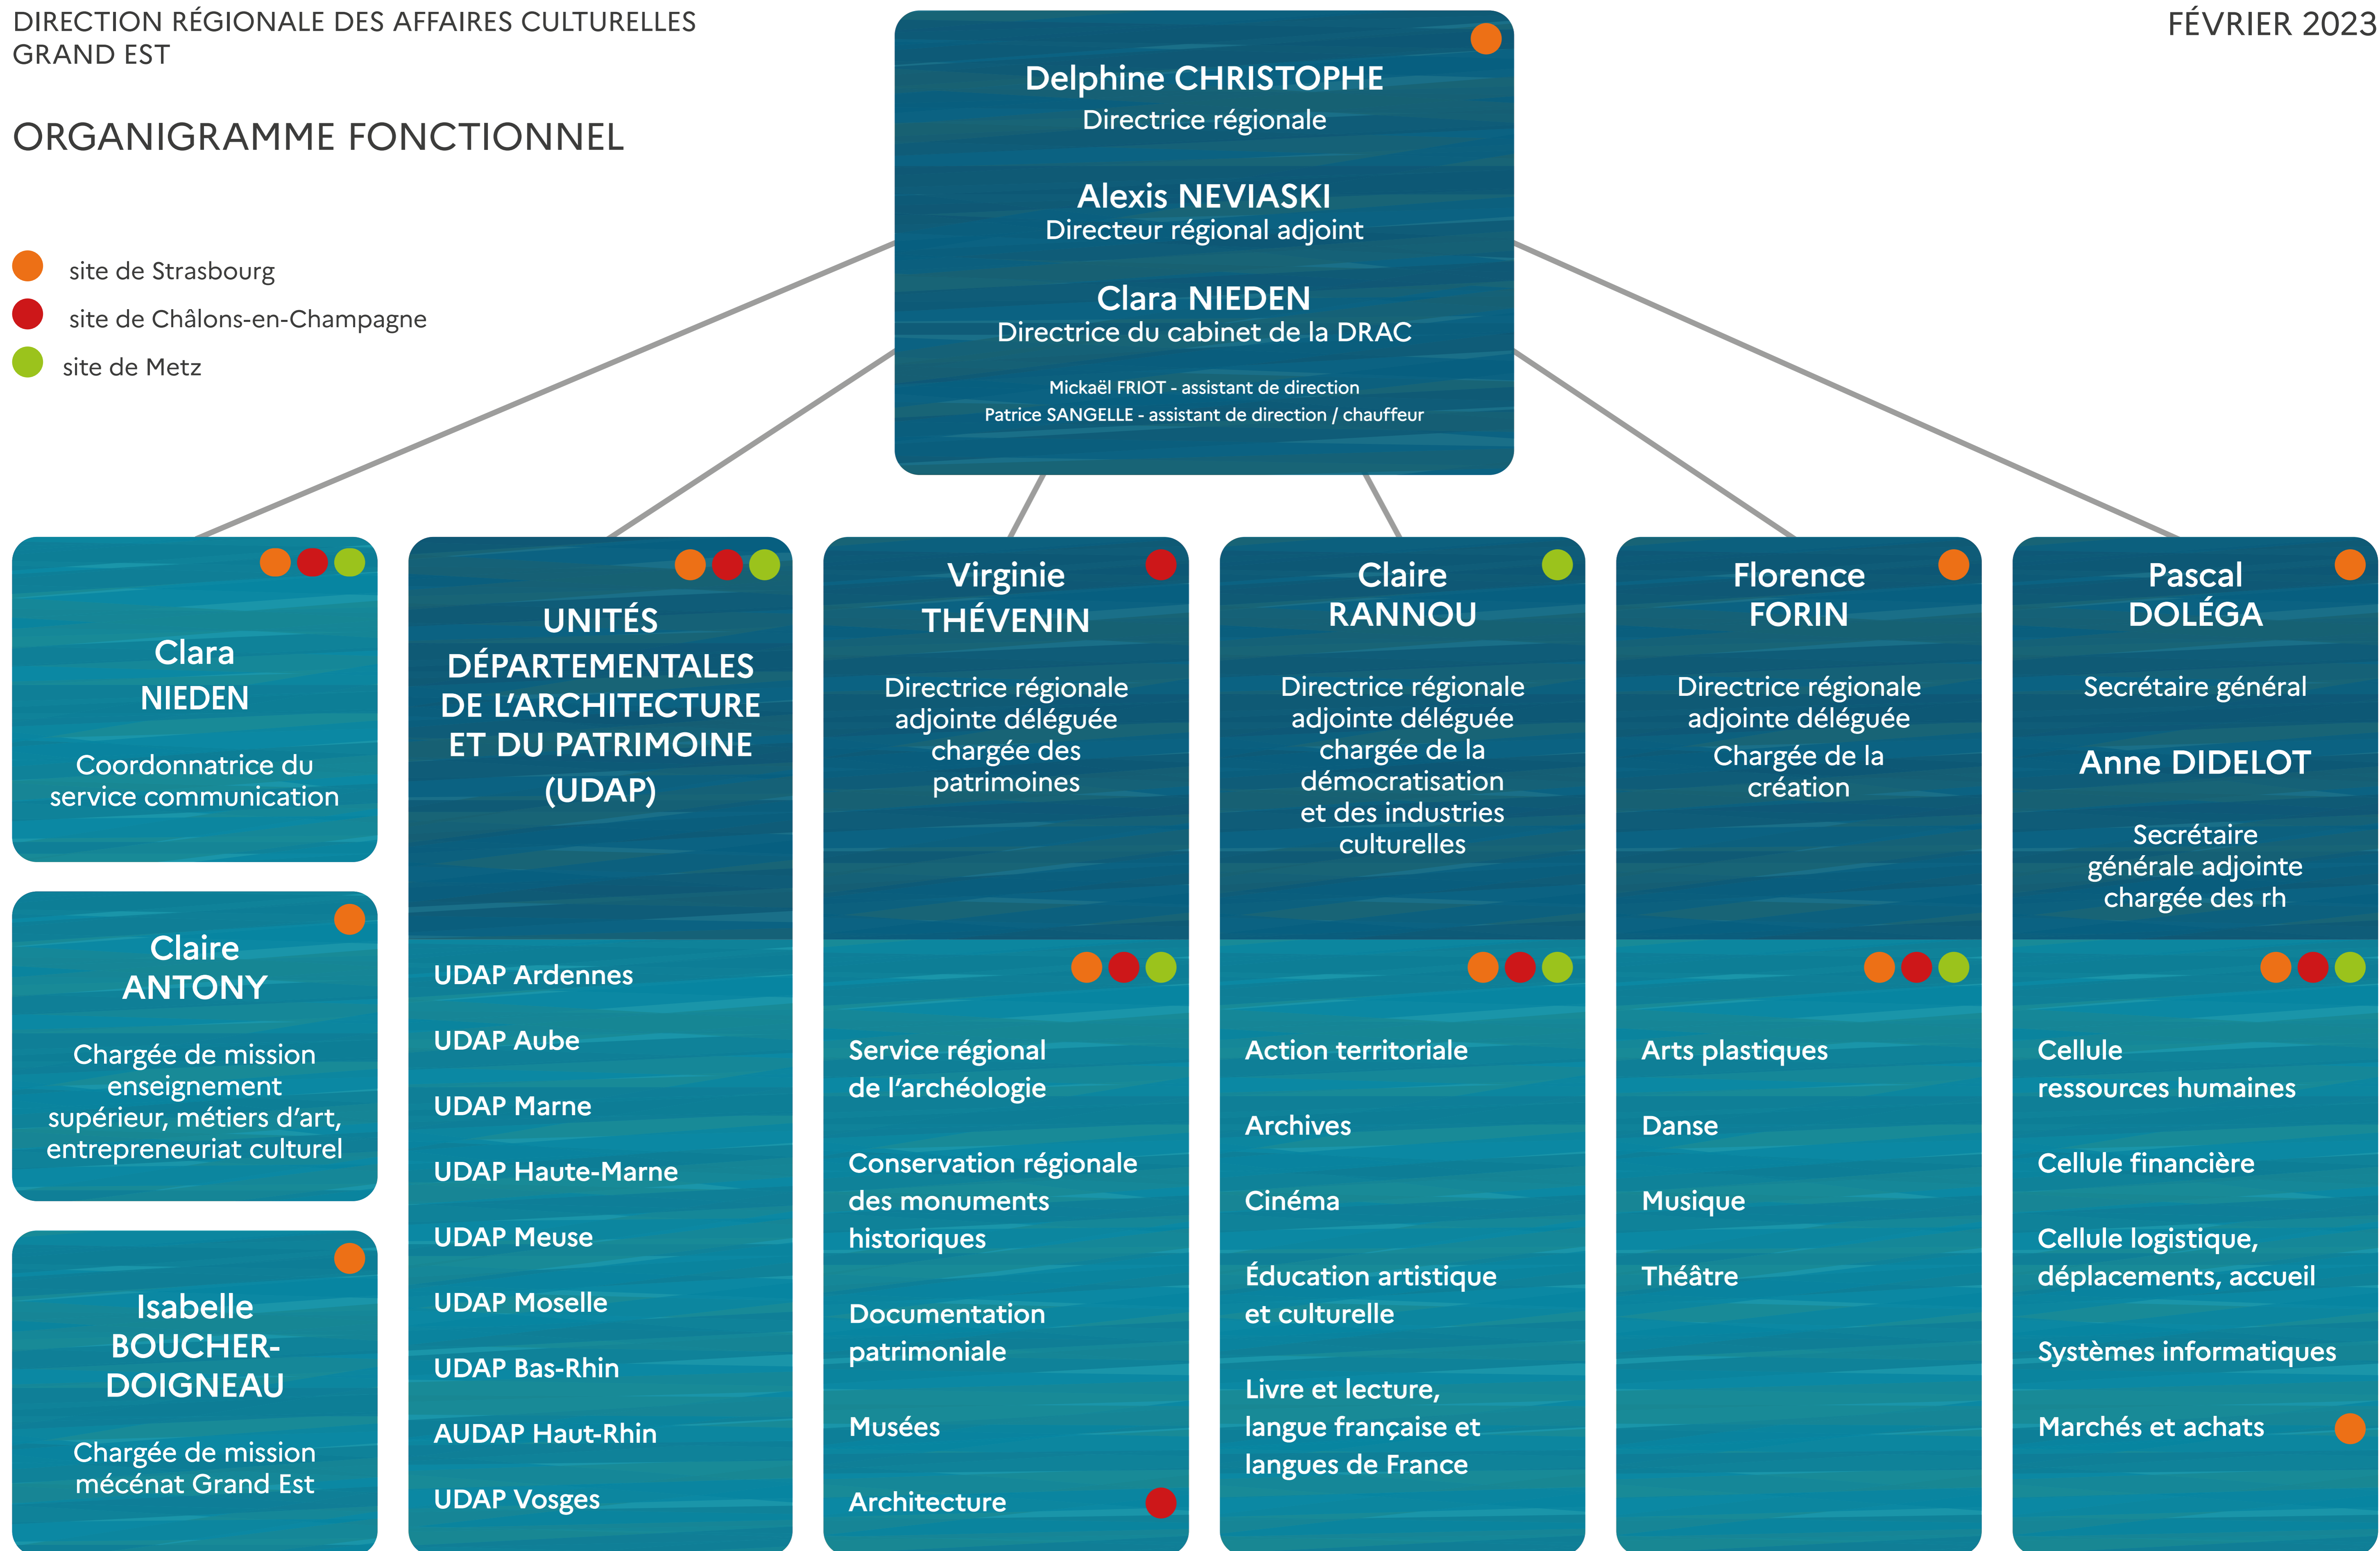 DIRECTION RÉGIONALE DES AFFAIRES CULTURELLES
GRAND EST
FÉVRIER 2023
ORGANIGRAMME FONCTIONNEL
site de Strasbourg
site de Châlons-en-Champagne
site de Metz
Delphine CHRISTOPHE
Directrice régionale
Alexis NEVIASKI
Directeur régional adjoint
Clara NIEDEN
Directrice du cabinet de la DRAC
Mickaël FRIOT - assistant de direction
Patrice SANGELLE - assistant de direction / chauffeur
Clara
NIEDEN
Coordonnatrice du
service communication
Claire
ANTONY
Chargée de mission
enseignement
supérieur, métiers d'art,
entrepreneuriat culturel
Isabelle
BOUCHER-
DOIGNEAU
Chargée de mission
mécénat Grand Est
UNITÉS
DÉPARTEMENTALES
DE L'ARCHITECTURE
ET DU PATRIMOINE
(UDAP)
UDAP Ardennes
UDAP Aube
UDAP Marne
UDAP Haute-Marne
UDAP Meuse
UDAP Moselle
UDAP Bas-Rhin
AUDAP Haut-Rhin
UDAP Vosges
Virginie
THÉVENIN
Directrice régionale
adjointe déléguée
chargée des
patrimoines
Service régional
de l'archéologie
Conservation régionale
des monuments
historiques
Documentation
patrimoniale
Musées
Architecture
Claire
RANNOU
Directrice régionale
adjointe déléguée
chargée de la
démocratisation
et des industries
culturelles
Action territoriale
Archives
Cinéma
Éducation artistique
et culturelle
Livre et lecture,
langue française et
langues de France
Florence
FORIN
Directrice régionale
adjointe déléguée
Chargée de la
création
Arts plastiques
Danse
Musique
Théâtre
Pascal
DOLÉGA
Secrétaire général
Anne DIDELOT
Secrétaire
générale adjointe
chargée des rh
Cellule
ressources humaines
Cellule financière
Cellule logistique,
déplacements, accueil
Systèmes informatiques
Marchés et achats